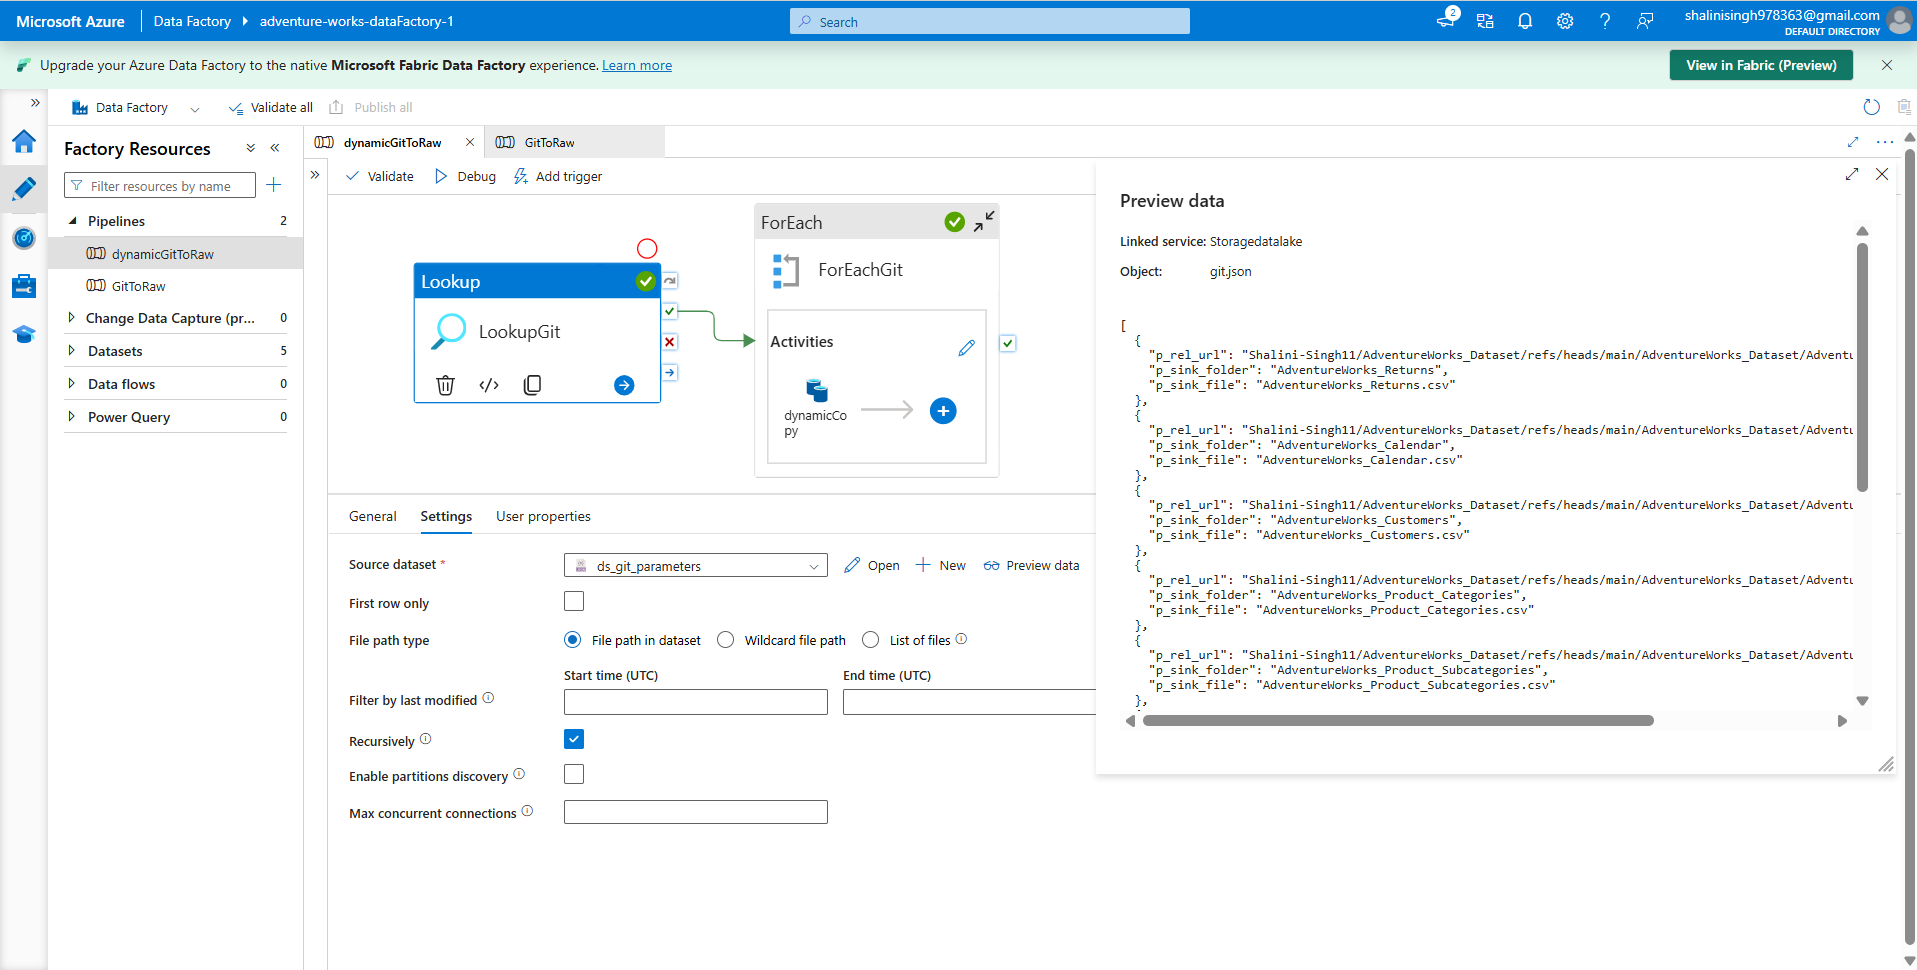 Microsoft Azure
Data Factory
adventure-works-dataFactory-1
Search
2
shalinisingh978363@gmail.com
DEFAULT DIRECTORY
Upgrade your Azure Data Factory to the native Microsoft Fabric Data Factory experience. Learn more
View in Fabric (Preview)
Data Factory
Validate all
Publish all
Factory Resources
Filter resources by name
Pipelines 2
dynamicGitToRaw
GitToRaw
Change Data Capture (pr... 0
Datasets 5
Data flows 0
Power Query 0
dynamicGitToRaw
GitToRaw
Validate
Debug
Add trigger
Lookup
LookupGit
ForEach
ForEachGit
Activities
dynamicCo
py
General
Settings
User properties
Source dataset *
ds_git_parameters
Open
New
Preview data
First row only
File path type
File path in dataset
Wildcard file path
List of files
Start time (UTC)
End time (UTC)
Filter by last modified
Recursively
Enable partitions discovery
Max concurrent connections
Preview data
Linked service: Storagedatalake
Object: git.json
[
{
"p_rel_url": "Shalini-Singh11/AdventureWorks_Dataset/refs/heads/main/AdventureWorks_Dataset/Adventu
"p_sink_folder": "AdventureWorks_Returns",
"p_sink_file": "AdventureWorks_Returns.csv"
},
{
"p_rel_url": "Shalini-Singh11/AdventureWorks_Dataset/refs/heads/main/AdventureWorks_Dataset/Adventu
"p_sink_folder": "AdventureWorks_Calendar",
"p_sink_file": "AdventureWorks_Calendar.csv"
},
{
"p_rel_url": "Shalini-Singh11/AdventureWorks_Dataset/refs/heads/main/AdventureWorks_Dataset/Adventu
"p_sink_folder": "AdventureWorks_Customers",
"p_sink_file": "AdventureWorks_Customers.csv"
},
{
"p_rel_url": "Shalini-Singh11/AdventureWorks_Dataset/refs/heads/main/AdventureWorks_Dataset/Adventu
"p_sink_folder": "AdventureWorks_Product_Categories",
"p_sink_file": "AdventureWorks_Product_Categories.csv"
},
{
"p_rel_url": "Shalini-Singh11/AdventureWorks_Dataset/refs/heads/main/AdventureWorks_Dataset/Adventu
"p_sink_folder": "AdventureWorks_Product_Subcategories",
"p_sink_file": "AdventureWorks_Product_Subcategories.csv"
},